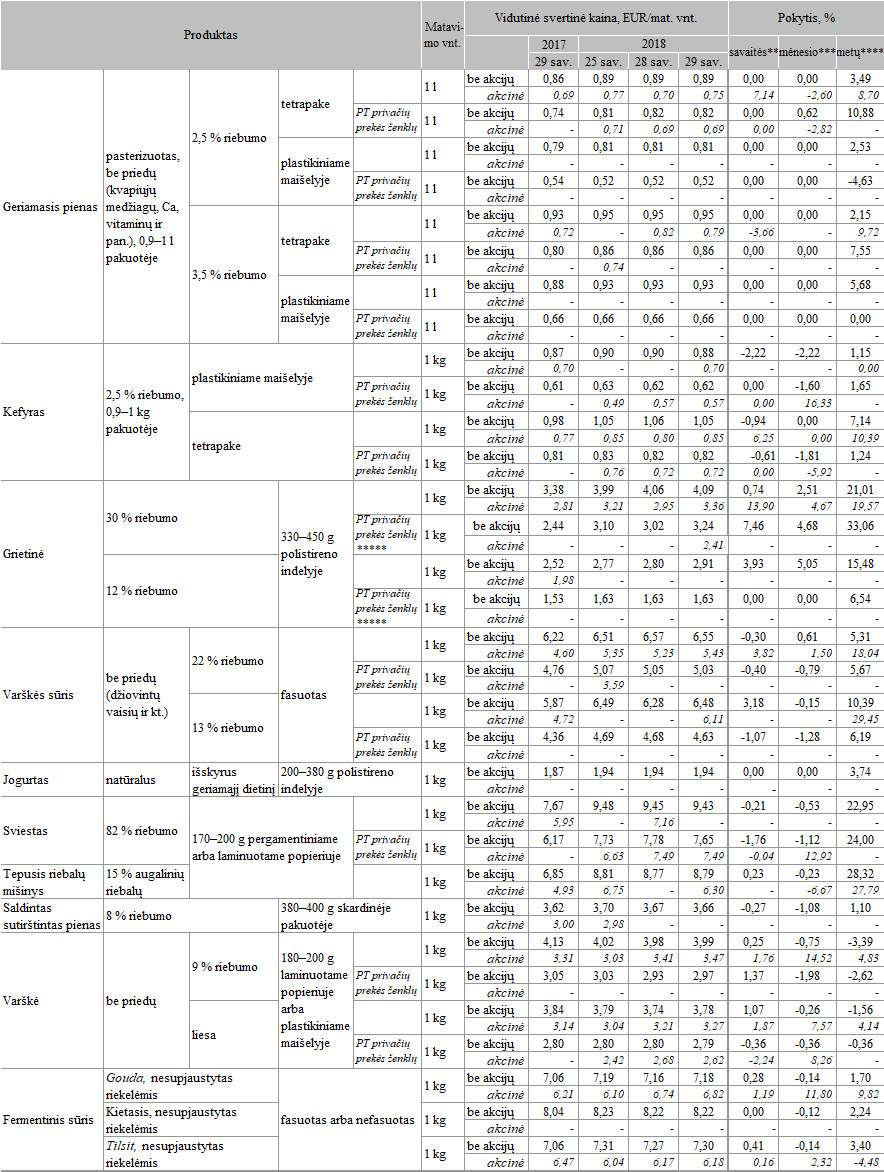 Produktas Matavi- Vidutinė svertinė kaina, EUR/mat. vnt. Pokytis, %
mo vnt. 2017 2018 savaitės** mėnesio*** metų****
29 sav. 25 sav. 28 sav. 29 sav.
Geriamasis pienas pasterizuotas, be priedų (kvapiųjų medžiagų, Ca, vitaminų ir pan.), 0,9–1 l pakuotėje
2,5 % riebumo tetrapake 1 l be akcijų 0,86 0,89 0,89 0,89 0,00 0,00 3,49
akcinė 0,69 0,77 0,70 0,75 7,14 -2,60 8,70
PT privačių prekės ženklų 1 l be akcijų 0,74 0,81 0,82 0,82 0,00 0,62 10,88
akcinė - 0,71 0,69 0,69 0,00 -2,82 -
plastikiniame maišelyje 1 l be akcijų 0,79 0,81 0,81 0,81 0,00 0,00 2,53
akcinė - - - - - - -
PT privačių prekės ženklų 1 l be akcijų 0,54 0,52 0,52 0,52 0,00 0,00 -4,63
akcinė - - - - - - -
3,5 % riebumo tetrapake 1 l be akcijų 0,93 0,95 0,95 0,95 0,00 0,00 2,15
akcinė 0,72 - 0,82 0,79 -3,66 - 9,72
PT privačių prekės ženklų 1 l be akcijų 0,80 0,86 0,86 0,86 0,00 0,00 7,55
akcinė - 0,74 - - - - -
plastikiniame maišelyje 1 l be akcijų 0,88 0,93 0,93 0,93 0,00 0,00 5,68
akcinė - - - - - - -
PT privačių prekės ženklų 1 l be akcijų 0,66 0,66 0,66 0,66 0,00 0,00 0,00
akcinė - - - - - - -
Kefyras 2,5 % riebumo, 0,9–1 kg pakuotėje
plastikiniame maišelyje 1 kg be akcijų 0,87 0,90 0,90 0,88 -2,22 -2,22 1,15
akcinė 0,70 - - 0,70 - - 0,00
PT privačių prekės ženklų 1 kg be akcijų 0,61 0,63 0,62 0,62 0,00 -1,60 1,65
akcinė - 0,49 0,57 0,57 0,00 16,33 -
tetrapake 1 kg be akcijų 0,98 1,05 1,06 1,05 -0,94 0,00 7,14
akcinė 0,77 0,85 0,80 0,85 6,25 0,00 10,39
PT privačių prekės ženklų 1 kg be akcijų 0,81 0,83 0,82 0,82 -0,61 -1,81 1,24
akcinė - 0,76 0,72 0,72 0,00 -5,92 -
Grietinė 330–450 g polistireno indelyje
30 % riebumo 1 kg be akcijų 3,38 3,99 4,06 4,09 0,74 2,51 21,01
akcinė 2,81 3,21 2,95 3,36 13,90 4,67 19,57
PT privačių prekės ženklų ***** 1 kg be akcijų 2,44 3,10 3,02 3,24 7,46 4,68 33,06
akcinė - - - 2,41 - - -
12 % riebumo 1 kg be akcijų 2,52 2,77 2,80 2,91 3,93 5,05 15,48
akcinė 1,98 - - - - - -
PT privačių prekės ženklų ***** 1 kg be akcijų 1,53 1,63 1,63 1,63 0,00 0,00 6,54
akcinė - - - - - - -
Varškės sūris be priedų (džiovintų vaisių ir kt.) fasuotas
22 % riebumo 1 kg be akcijų 6,22 6,51 6,57 6,55 -0,30 0,61 5,31
akcinė 4,60 5,35 5,23 5,43 3,82 1,50 18,04
PT privačių prekės ženklų 1 kg be akcijų 4,76 5,07 5,05 5,03 -0,40 -0,79 5,67
akcinė - 3,59 - - - - -
13 % riebumo 1 kg be akcijų 5,87 6,49 6,28 6,48 3,18 -0,15 10,39
akcinė 4,72 - - 6,11 - - 29,45
PT privačių prekės ženklų 1 kg be akcijų 4,36 4,69 4,68 4,63 -1,07 -1,28 6,19
akcinė - - - - - - -
Jogurtas natūralus išskyrus geriamąjį dietinį 200–380 g polistireno indelyje 1 kg be akcijų 1,87 1,94 1,94 1,94 0,00 0,00 3,74
akcinė - - - - - - -
Sviestas 82 % riebumo 170–200 g pergamentiniame arba laminuotame popieriuje
1 kg be akcijų 7,67 9,48 9,45 9,43 -0,21 -0,53 22,95
akcinė 5,95 - 7,16 - - - -
PT privačių prekės ženklų 1 kg be akcijų 6,17 7,73 7,78 7,65 -1,76 -1,12 24,00
akcinė - 6,63 7,49 7,49 -0,04 12,92 -
Tepusis riebalų mišinys 15 % augalinių riebalų 1 kg be akcijų 6,85 8,81 8,77 8,79 0,23 -0,23 28,32
akcinė 4,93 6,75 - 6,30 - -6,67 27,79
Saldintas sutirštintas pienas 8 % riebumo 380–400 g skardinėje pakuotėje 1 kg be akcijų 3,62 3,70 3,67 3,66 -0,27 -1,08 1,10
akcinė 3,00 2,98 - - - - -
Varškė be priedų 180–200 g laminuotame popieriuje arba plastikiniame maišelyje
9 % riebumo 1 kg be akcijų 4,13 4,02 3,98 3,99 0,25 -0,75 -3,39
akcinė 3,31 3,03 3,41 3,47 1,76 14,52 4,83
PT privačių prekės ženklų 1 kg be akcijų 3,05 3,03 2,93 2,97 1,37 -1,98 -2,62
akcinė - - - - - - -
liesa 1 kg be akcijų 3,84 3,79 3,74 3,78 1,07 -0,26 -1,56
akcinė 3,14 3,04 3,21 3,27 1,87 7,57 4,14
PT privačių prekės ženklų 1 kg be akcijų 2,80 2,80 2,80 2,79 -0,36 -0,36 -0,36
akcinė - 2,42 2,68 2,62 -2,24 8,26 -
Fermentinis sūris fasuotas arba nefasuotas
Gouda, nesupjaustytas riekelėmis 1 kg be akcijų 7,06 7,19 7,16 7,18 0,28 -0,14 1,70
akcinė 6,21 6,10 6,74 6,82 1,19 11,80 9,82
Kietasis, nesupjaustytas riekelėmis 1 kg be akcijų 8,04 8,23 8,22 8,22 0,00 -0,12 2,24
akcinė - - - - - - -
Tilsit, nesupjaustytas riekelėmis 1 kg be akcijų 7,06 7,31 7,27 7,30 0,41 -0,14 3,40
akcinė 6,47 6,04 6,17 6,18 0,16 2,32 -4,48